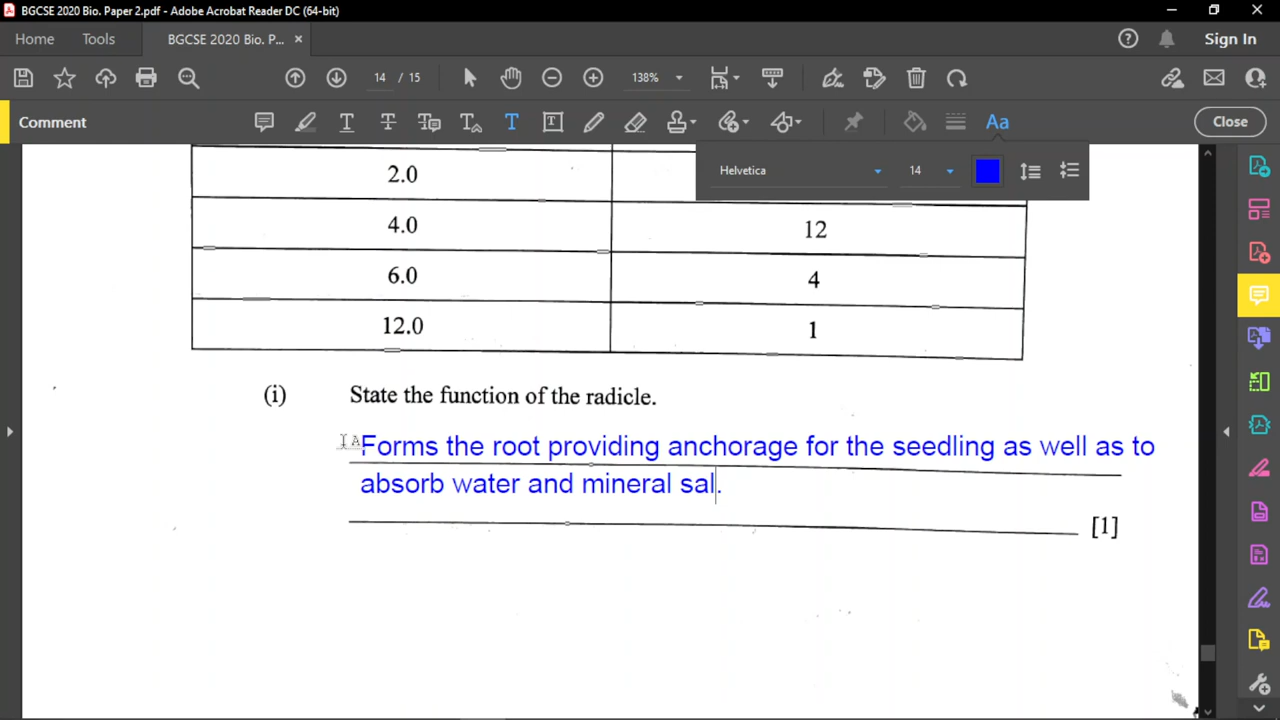 BGCSE 2020 Bio. Paper 2.pdf - Adobe Acrobat Reader DC (64-bit)
Home Tools BGCSE 2020 Bio. P... × Sign In
14 / 15 138%
Comment Close
Helvetica 14
2.0
4.0 12
6.0 4
12.0 1
(i) State the function of the radicle.
Forms the root providing anchorage for the seedling as well as to
absorb water and mineral sal.
[1]